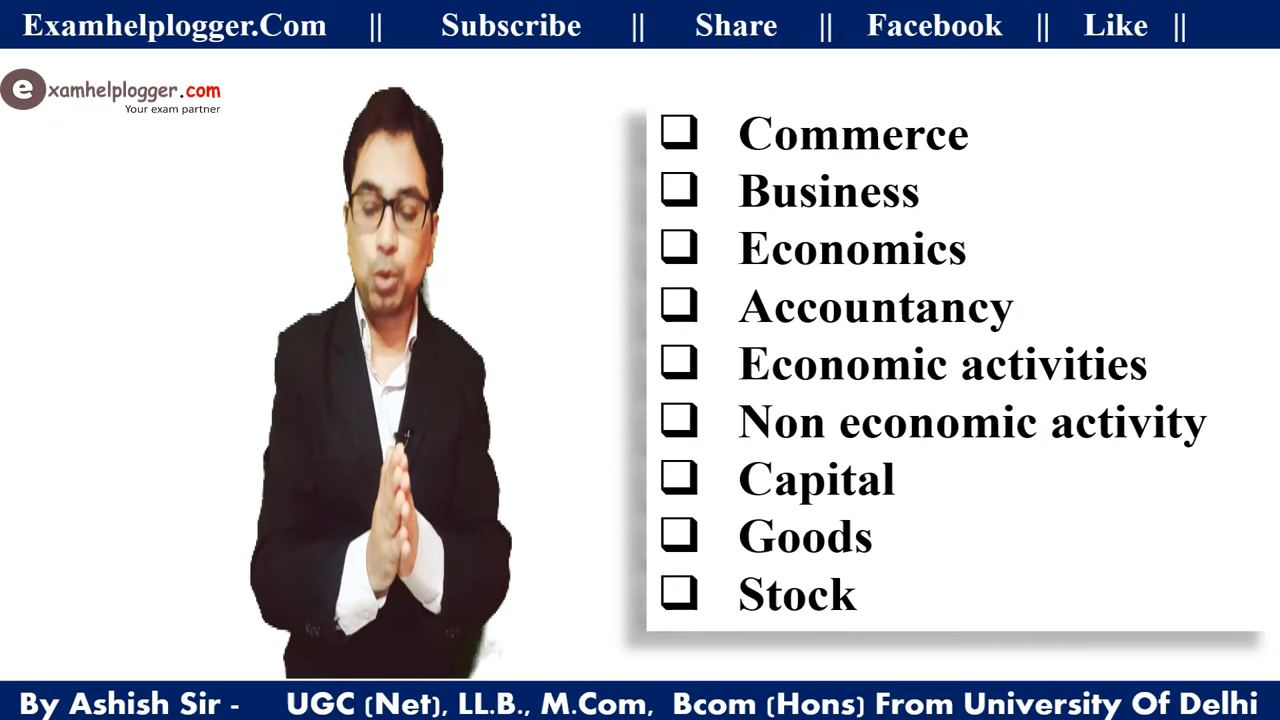 Examhelplogger.Com || Subscribe || Share || Facebook || Like ||
examhelplogger.com
Your exam partner
Commerce
Business
Economics
Accountancy
Economic activities
Non economic activity
Capital
Goods
Stock
By Ashish Sir - UGC (Net), LL.B., M.Com, Bcom (Hons) From University Of Delhi